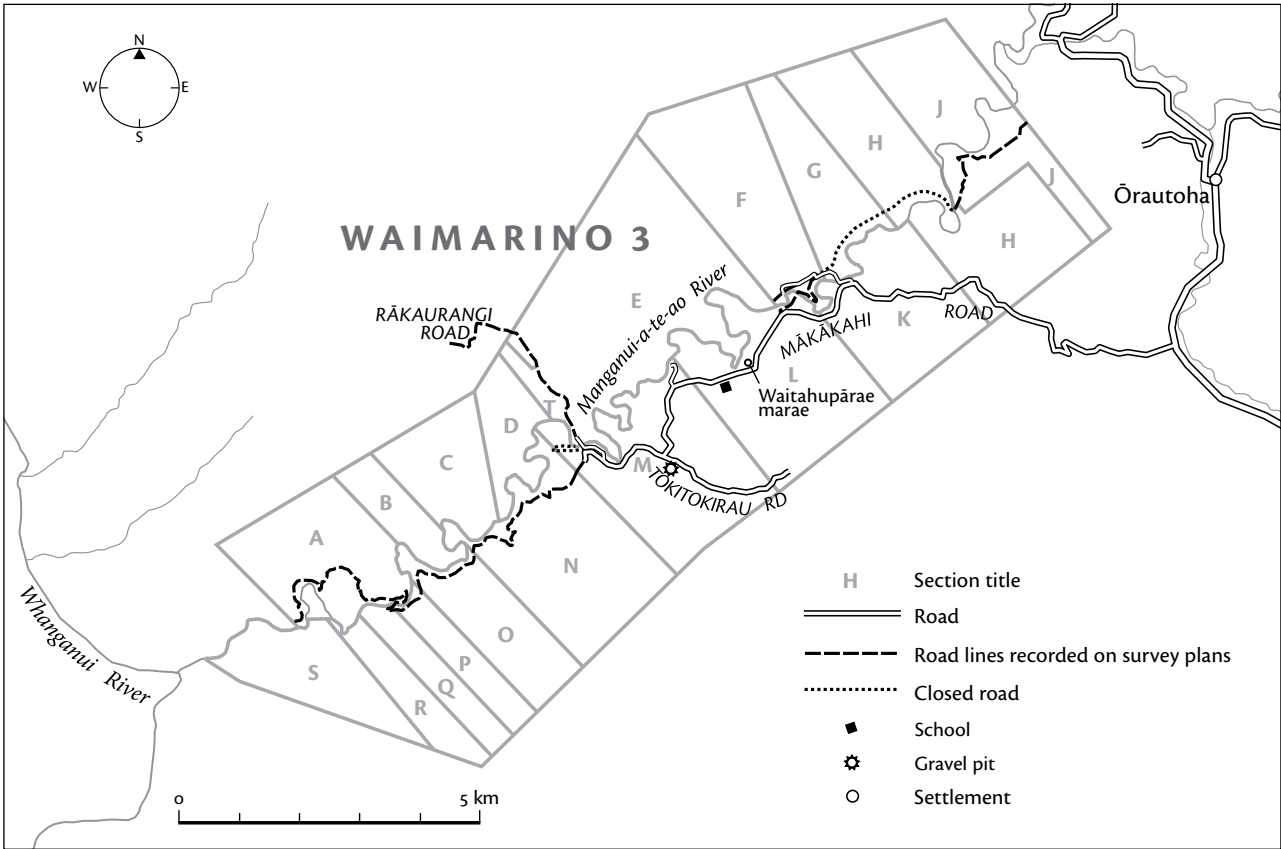 N
W
E
S
WAIMARINO 3
J
H
G
F
J
Ōrautoha
H
E
Manganui-a-te-ao River
RĀKAURANGI
ROAD
MĀKĀKAHI
ROAD
K
L
Waitahupārae
marae
T
D
M
TŌKITOKIRAU RD
C
B
A
N
O
P
Q
R
S
Whanganui River
H Section title
Road
Road lines recorded on survey plans
Closed road
School
Gravel pit
Settlement
0 5 km